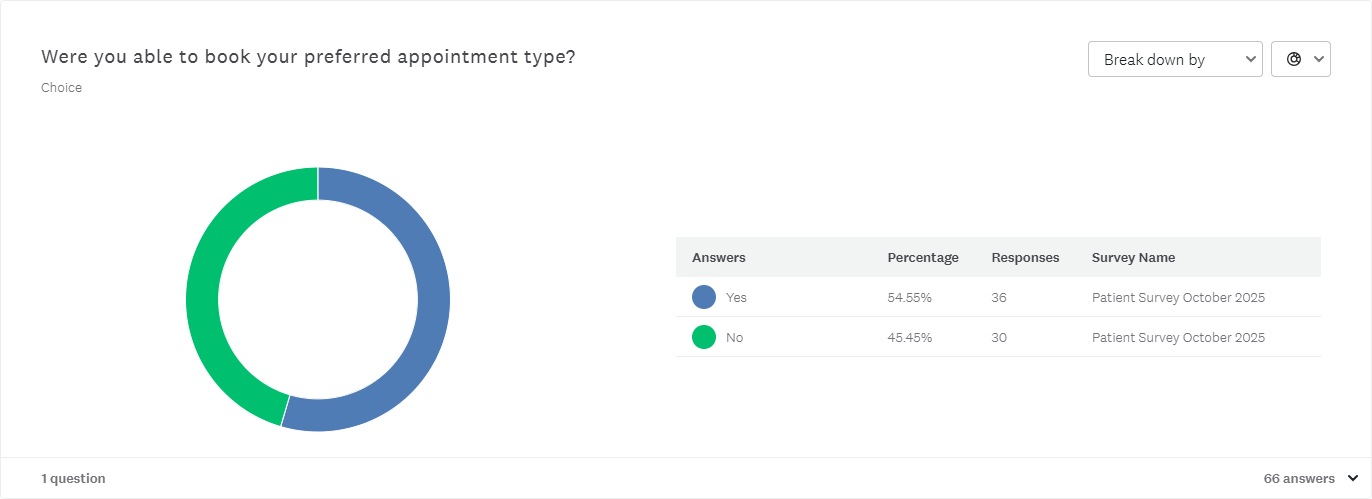 Were you able to book your preferred appointment type?
Break down by
Choice
Answers Percentage Responses Survey Name
Yes 54.55% 36 Patient Survey October 2025
No 45.45% 30 Patient Survey October 2025
1 question 66 answers